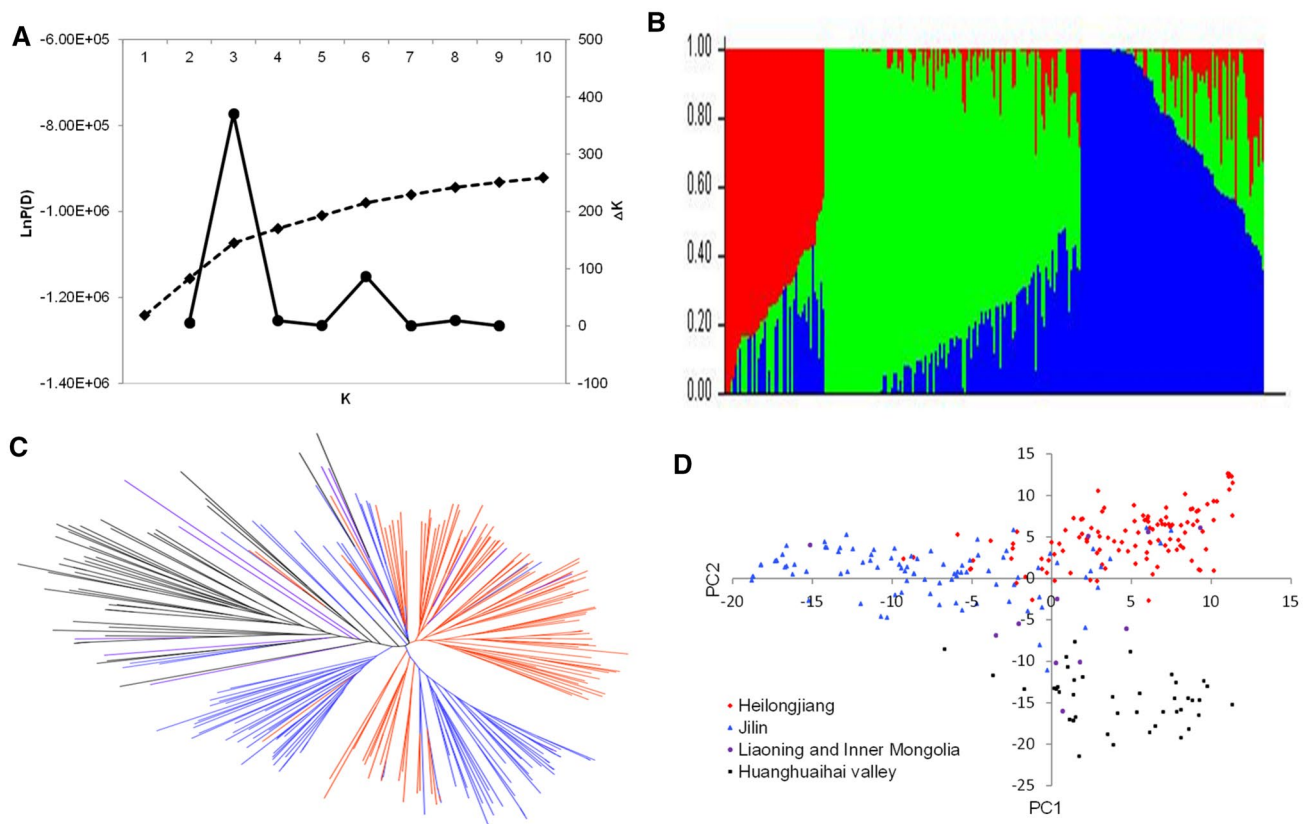 A
-6.00E+05
-8.00E+05
-1.00E+06
-1.20E+06
-1.40E+06
LnP(D)
1 2 3 4 5 6 7 8 9 10
500
400
300
200
100
0
-100
ΔK
K
B
1.00
0.80
0.60
0.40
0.20
0.00
C
D
15
10
5
0
-5
-10
-15
-20
-25
PC2
-20 -15 -10 -5 0 5 10 15
Heilongjiang
Jilin
Liaoning and Inner Mongolia
Huanghuaihai valley
PC1